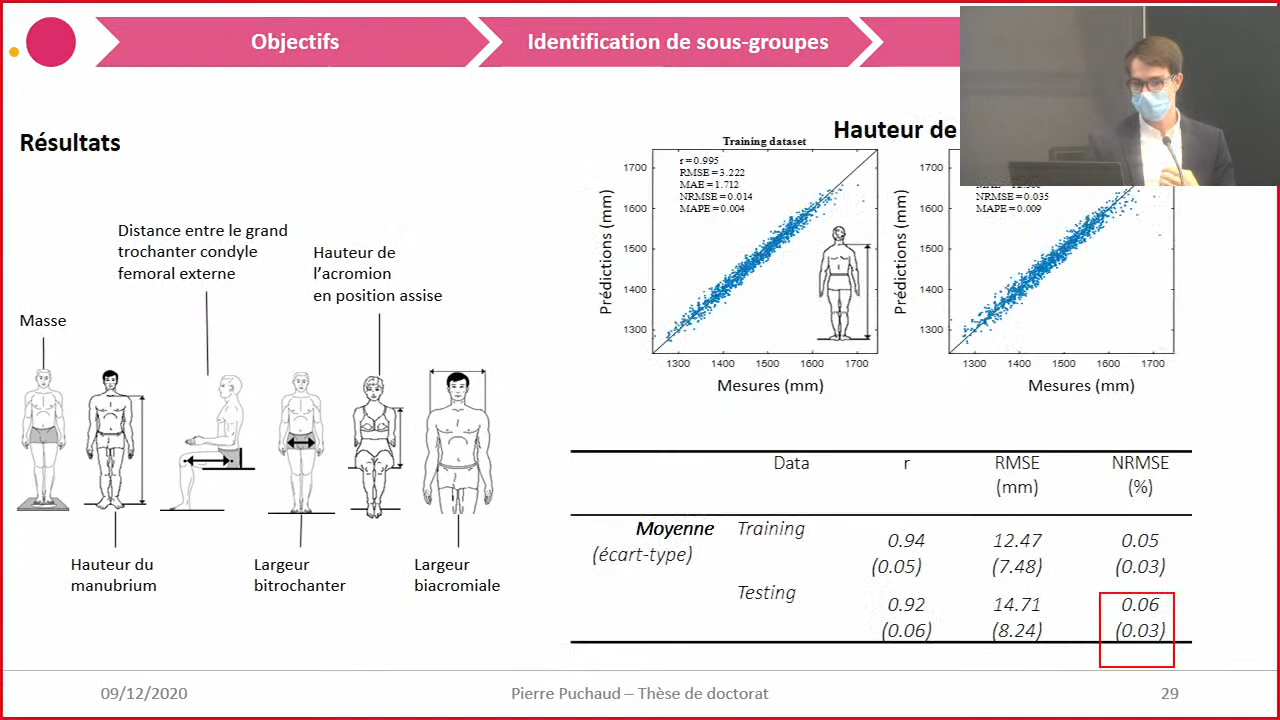 Objectifs
Identification de sous-groupes
Résultats
Hauteur de
Distance entre le grand
trochanter condyle
femoral externe
Hauteur de
l'acromion
en position assise
Masse
Hauteur du
manubrium
Largeur
bitrochanter
Largeur
biacromiale
Training dataset
r = 0.995
RMSE = 3.222
MAE = 1.712
NRMSE = 0.014
MAPE = 0.004
Prédictions (mm)
1700
1600
1500
1400
1300
1300
1400
1500
1600
1700
Mesures (mm)
NRMSE = 0.035
MAPE = 0.009
Prédictions (mm)
1700
1600
1500
1400
1300
1300
1400
1500
1600
1700
Mesures (mm)
Data r RMSE NRMSE
(mm) (%)
Moyenne Training
(écart-type) 0.94 12.47 0.05
(0.05) (7.48) (0.03)
Testing 0.92 14.71 0.06
(0.06) (8.24) (0.03)
09/12/2020
Pierre Puchaud – Thèse de doctorat
29